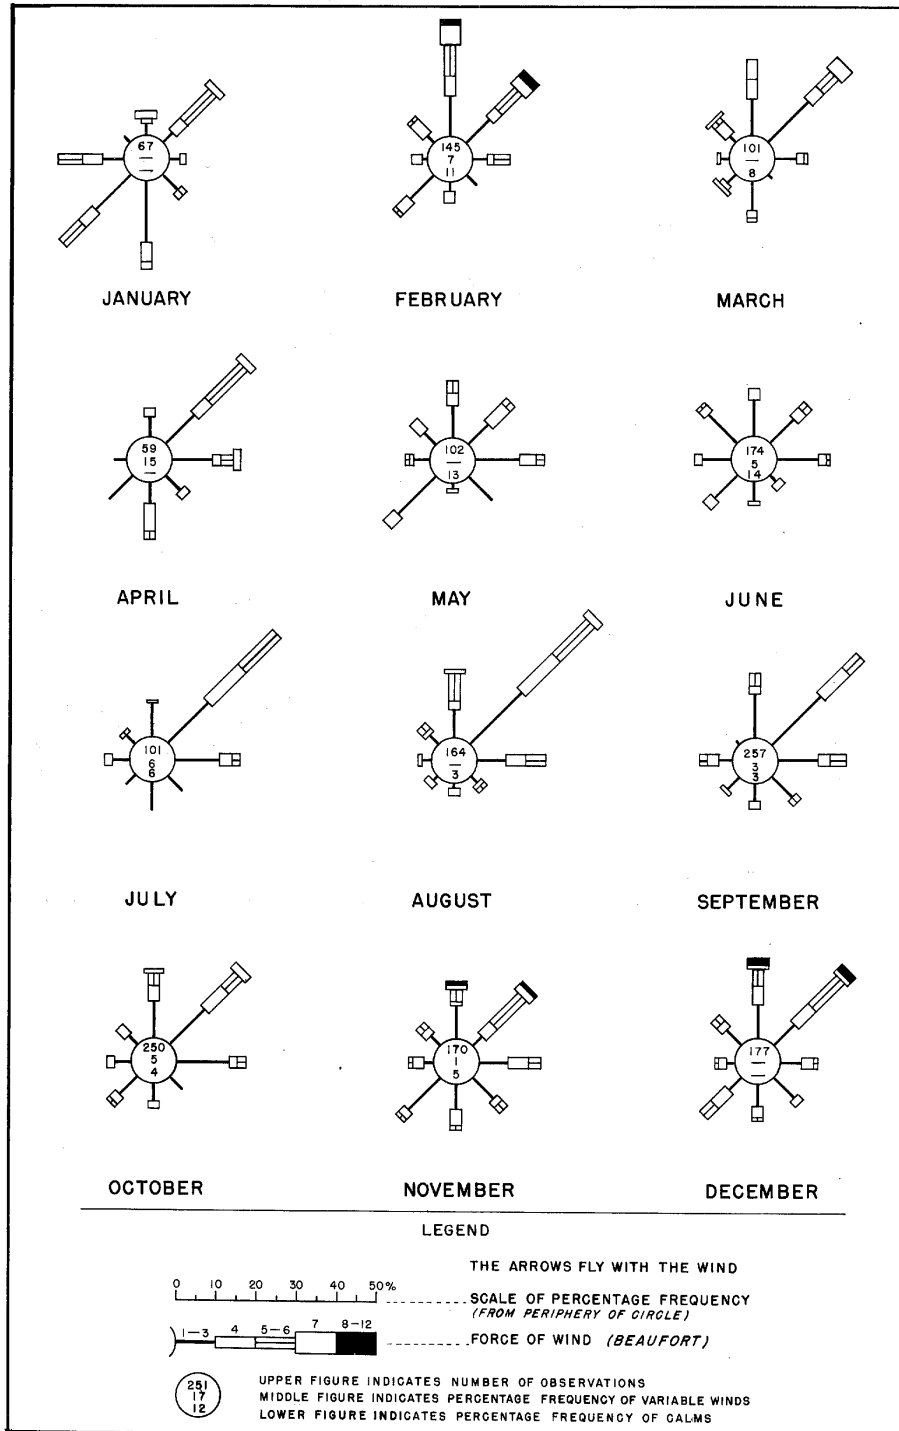 67
—
—
145
7
11
101
—
8
JANUARY
FEBRUARY
MARCH
59
15
—
102
—
13
174
5
14
APRIL
MAY
JUNE
101
6
6
164
—
3
257
3
3
JULY
AUGUST
SEPTEMBER
250
5
4
170
1
5
177
—
—
OCTOBER
NOVEMBER
DECEMBER
LEGEND
THE ARROWS FLY WITH THE WIND
0 10 20 30 40 50%
SCALE OF PERCENTAGE FREQUENCY
(FROM PERIPHERY OF CIRCLE)
1—3 4 5—6 7 8—12
FORCE OF WIND (BEAUFORT)
251
17
12
UPPER FIGURE INDICATES NUMBER OF OBSERVATIONS
MIDDLE FIGURE INDICATES PERCENTAGE FREQUENCY OF VARIABLE WINDS
LOWER FIGURE INDICATES PERCENTAGE FREQUENCY OF CALMS